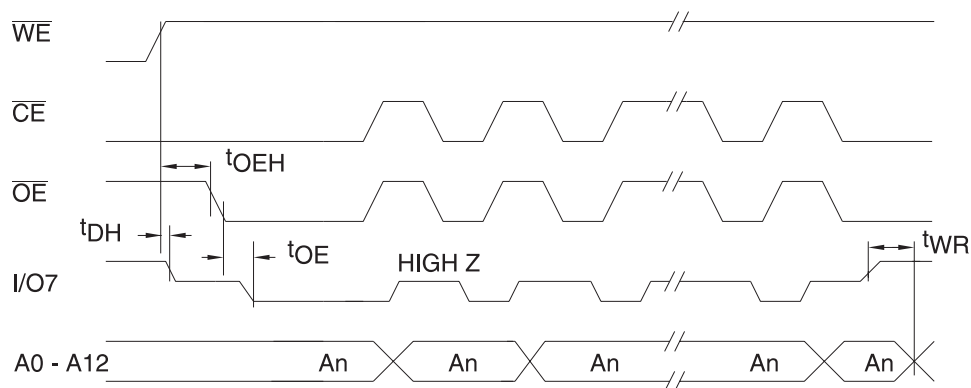 WE
CE
tOEH
OE
tDH
tOE
tWR
HIGH Z
I/O7
A0 - A12
An An An An An